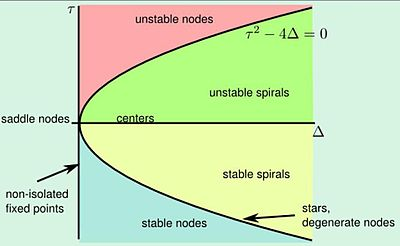 τ
unstable nodes
τ² − 4Δ = 0
unstable spirals
saddle nodes
centers
Δ
stable spirals
non-isolated
fixed points
stars,
degenerate nodes
stable nodes